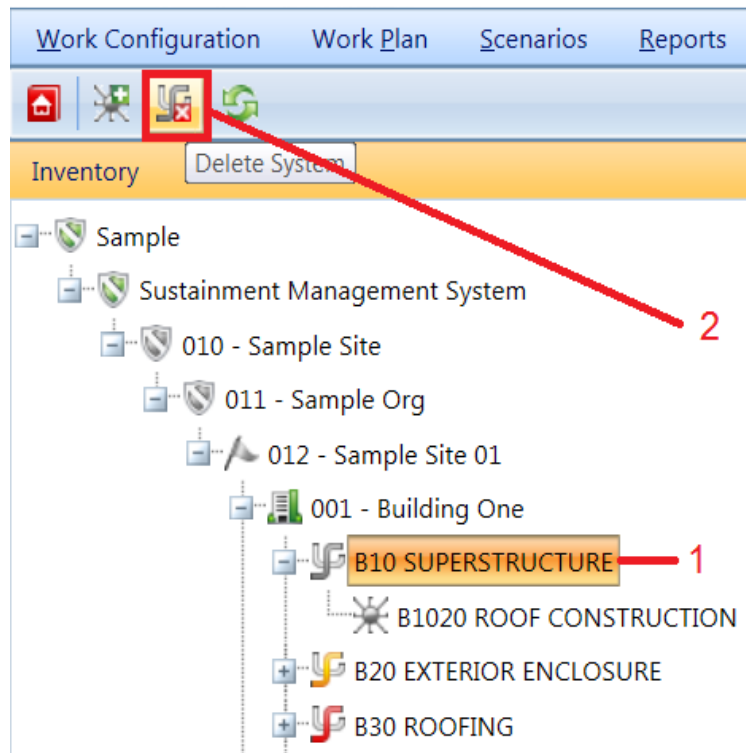 Work Configuration Work Plan Scenarios Reports
Inventory
Delete System
2
Sample
Sustainment Management System
010 - Sample Site
011 - Sample Org
012 - Sample Site 01
001 - Building One
B10 SUPERSTRUCTURE 1
B1020 ROOF CONSTRUCTION
B20 EXTERIOR ENCLOSURE
B30 ROOFING